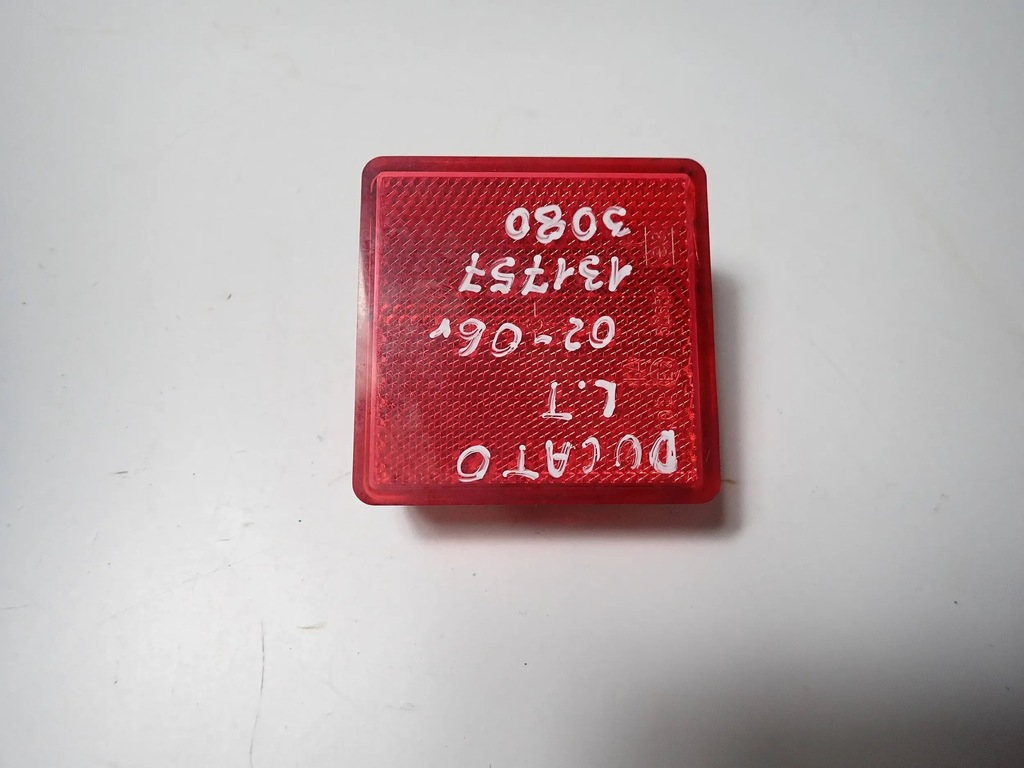 DUCATO
L.T
02-06r
131757
3080